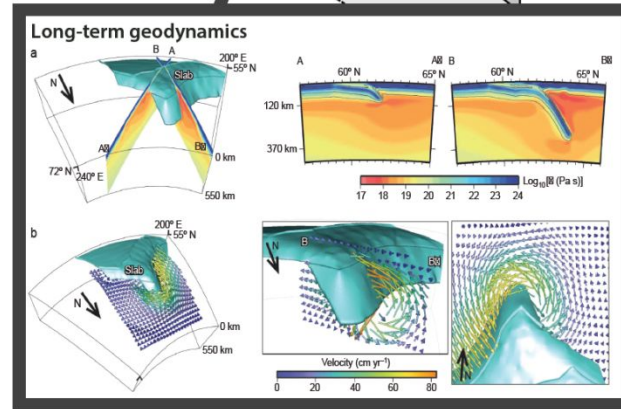 Long-term geodynamics
a
B A
200° E
55° N
N
Slab
A⍰
B⍰
72° N
240° E
0 km
550 km
A
60° N
A⍰
65° N
120 km
370 km
B
60° N
B⍰
65° N
Log₁₀[⍰ (Pa s)]
17 18 19 20 21 22 23 24
b
200° E
55° N
Slab
N
0 km
550 km
B
N
B⍰
N
Velocity (cm yr⁻¹)
0 20 40 60 80